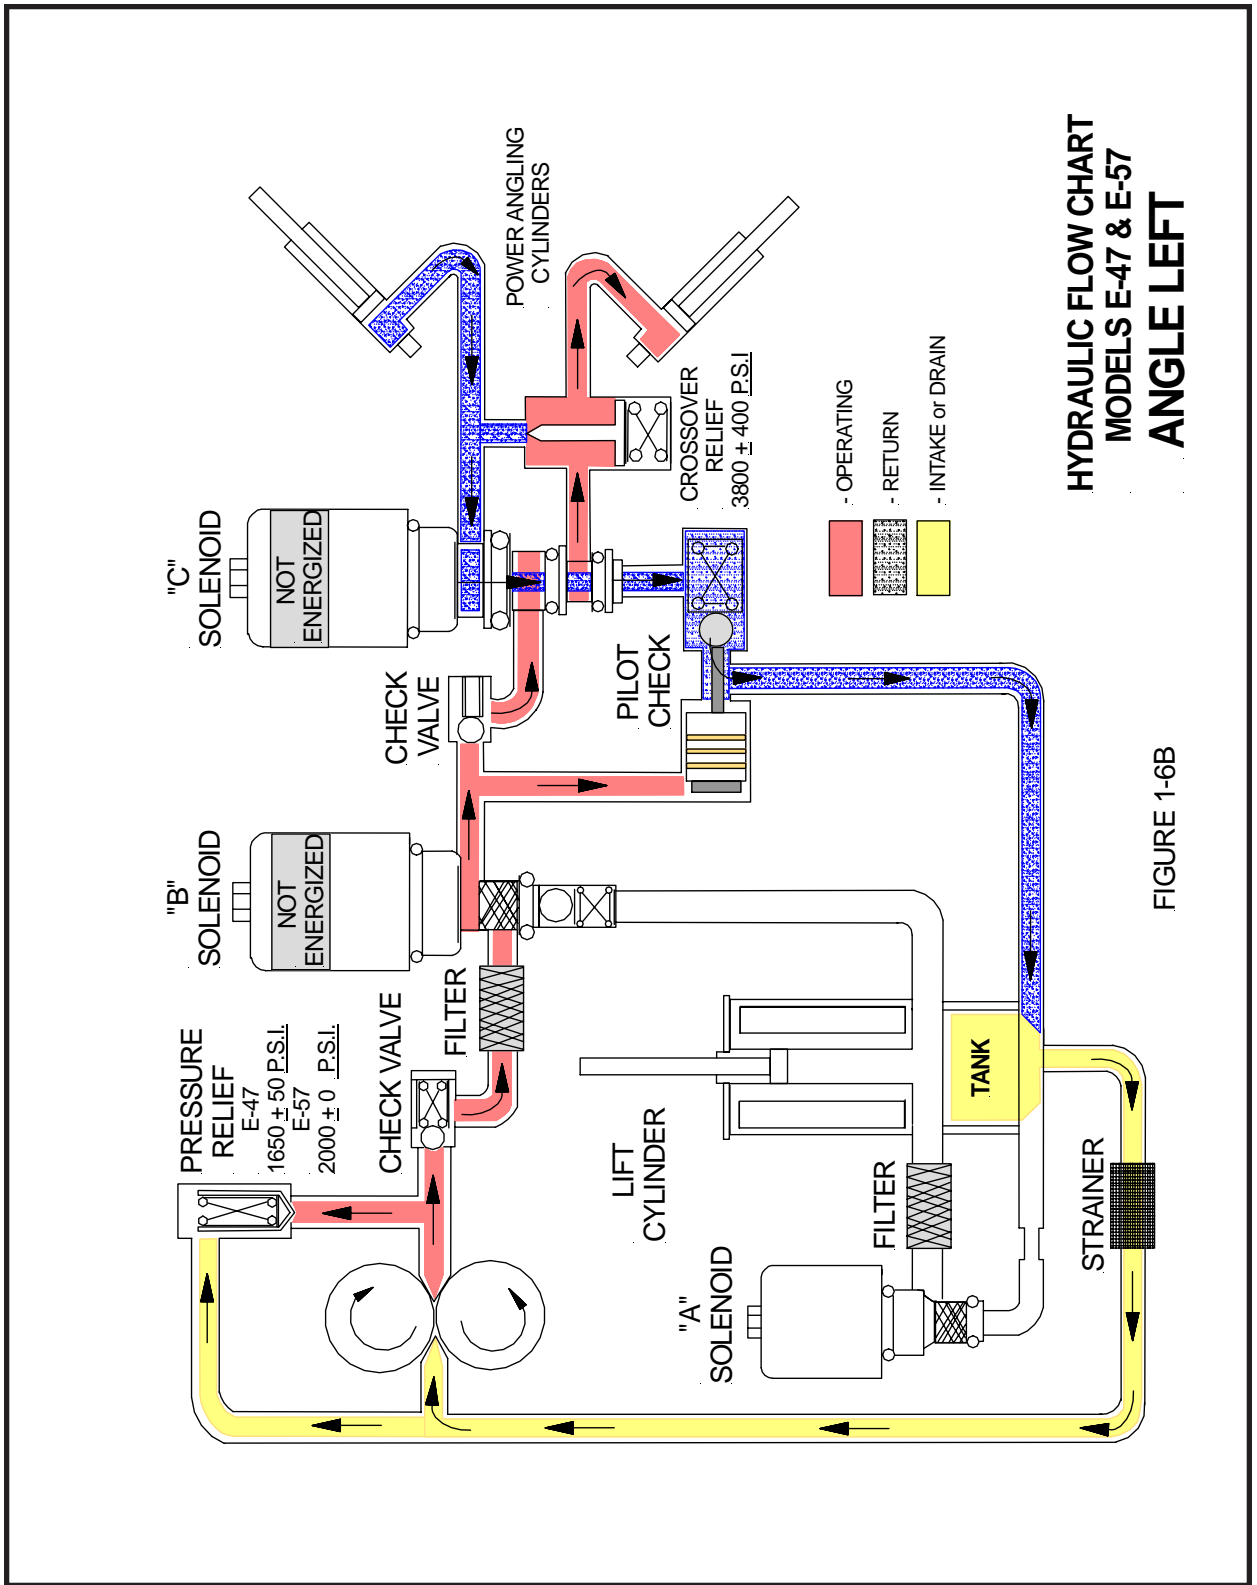 PRESSURE
RELIEF
E-47
1650 ± 50 P.S.I.
E-57
2000 ± 0 P.S.I.
"B"
SOLENOID
NOT
ENERGIZED
"C"
SOLENOID
NOT
ENERGIZED
CHECK VALVE
FILTER
CHECK
VALVE
POWER ANGLING
CYLINDERS
"A"
SOLENOID
LIFT
CYLINDER
PILOT
CHECK
CROSSOVER
RELIEF
3800 ± 400 P.S.I
FILTER
TANK
STRAINER
- OPERATING
- RETURN
- INTAKE or DRAIN
FIGURE 1-6B
HYDRAULIC FLOW CHART
MODELS E-47 & E-57
ANGLE LEFT